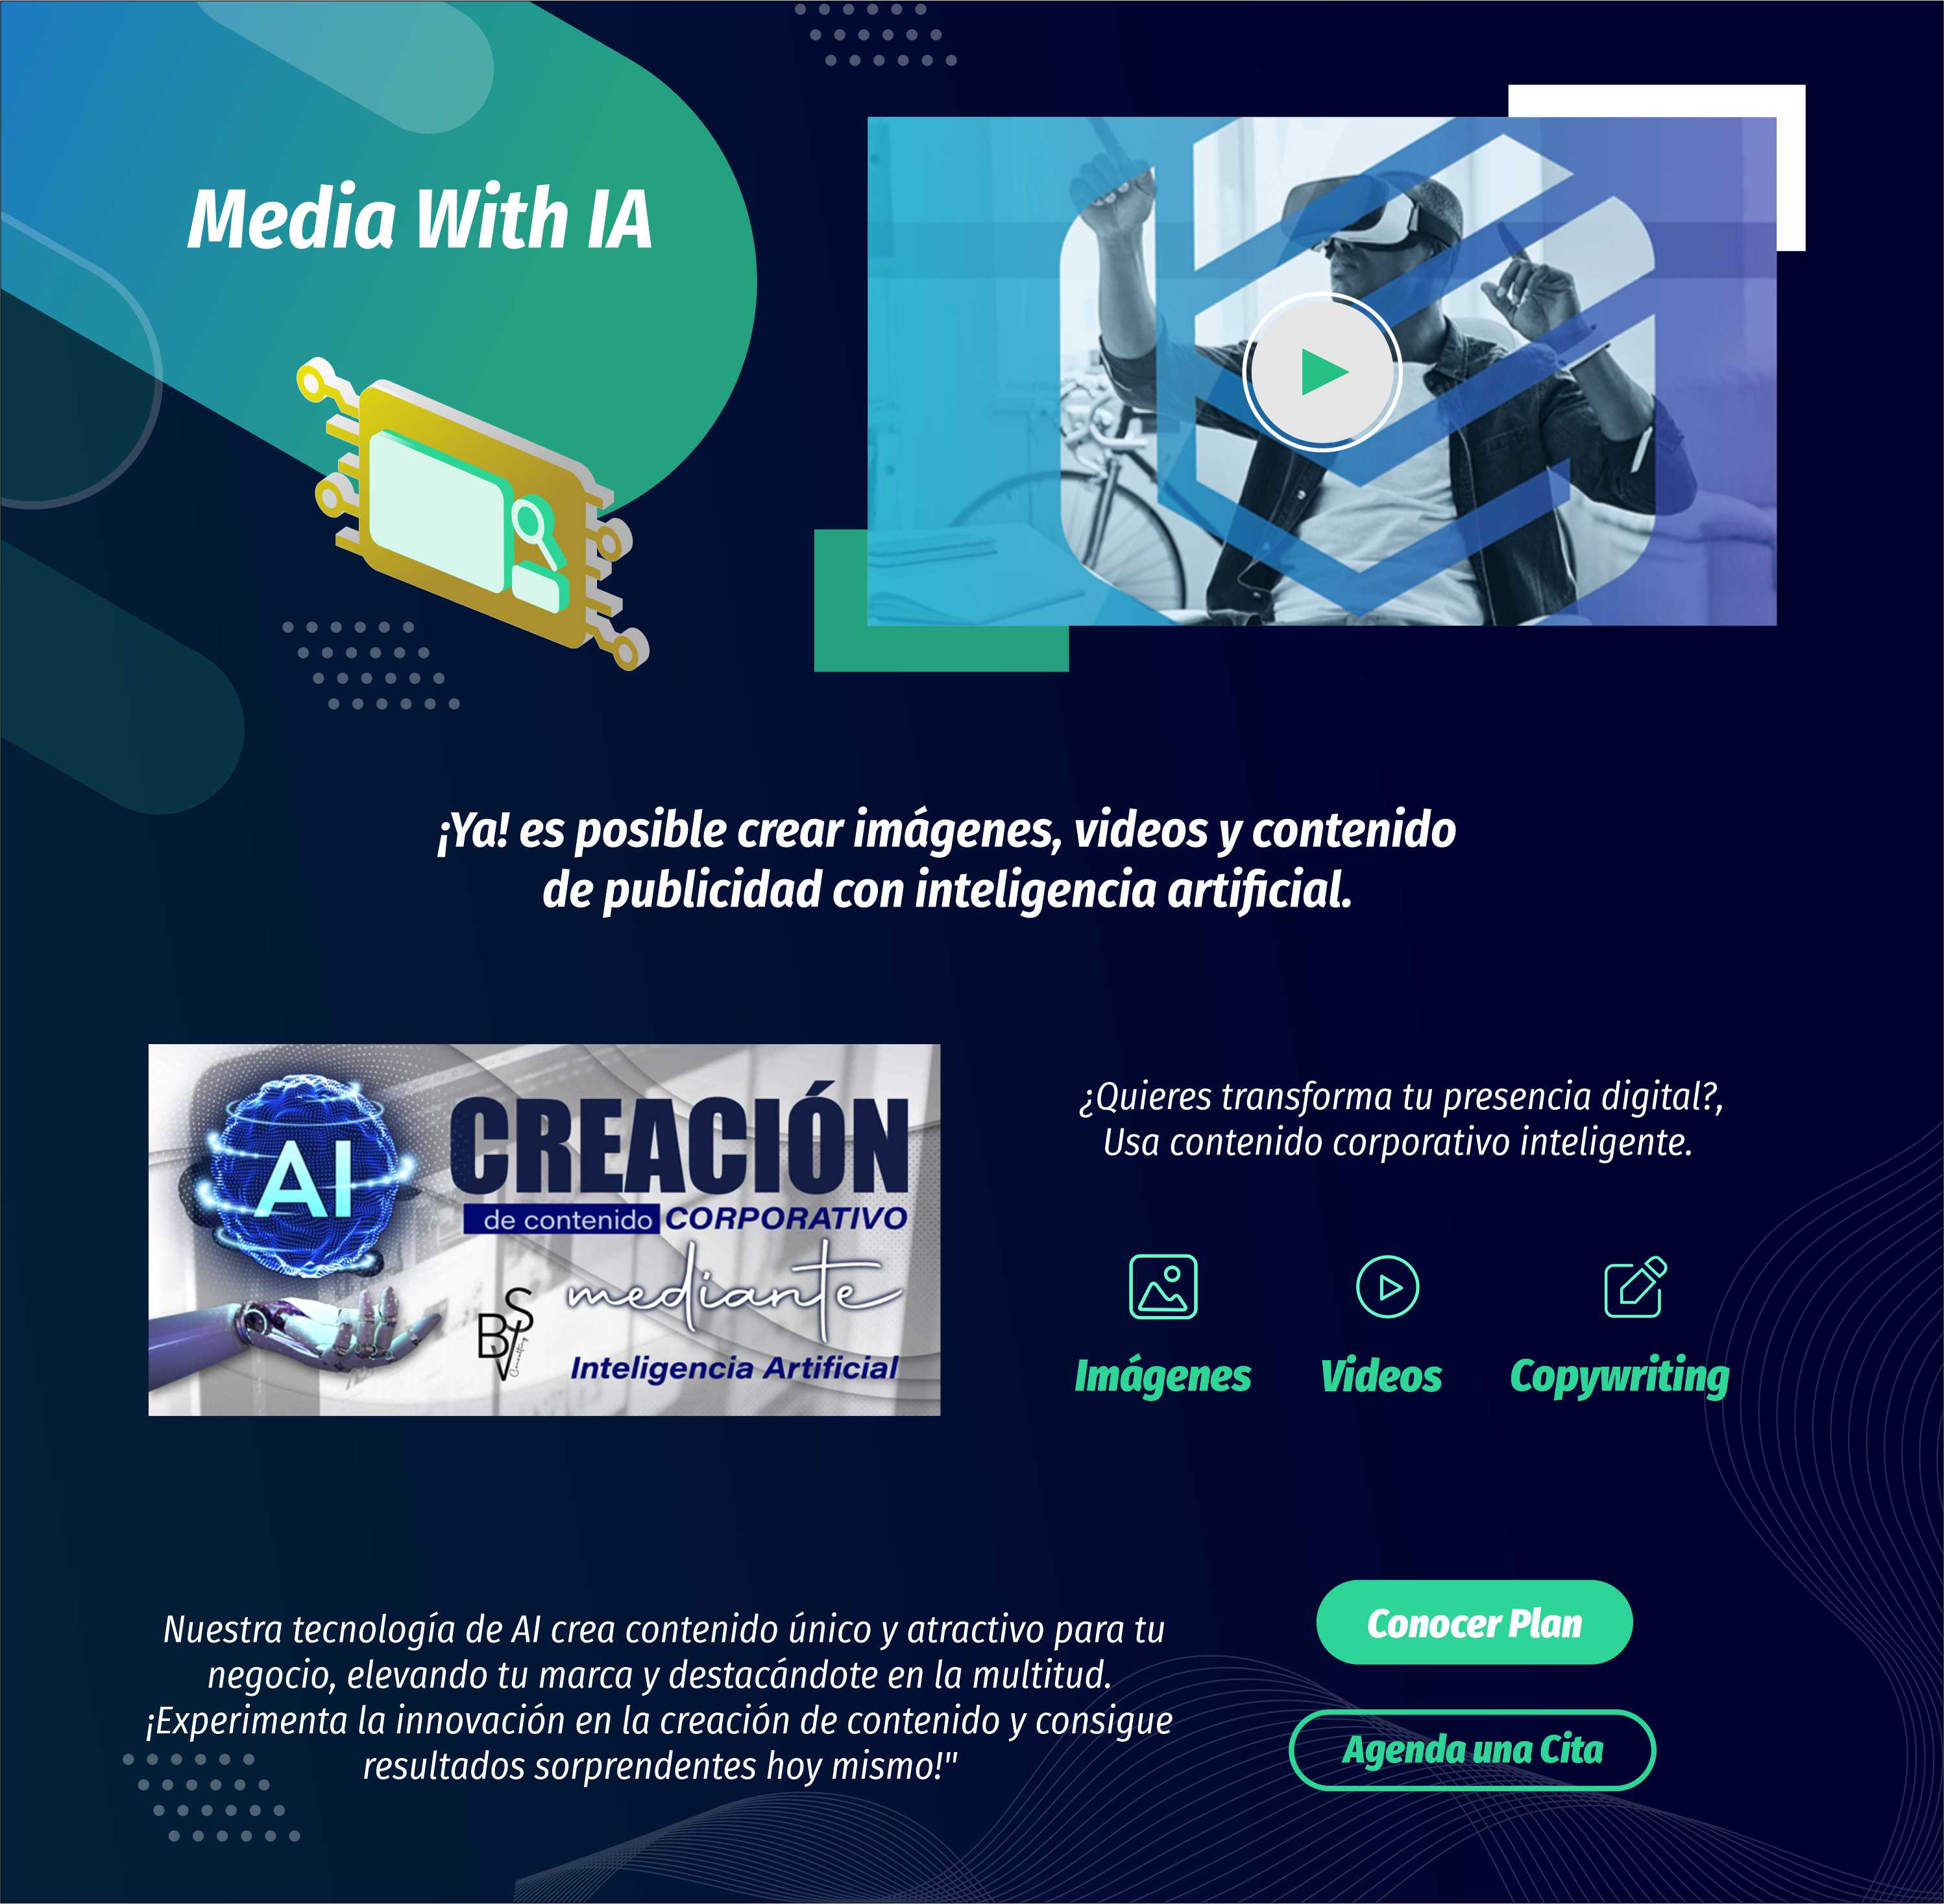 Media With IA
¡Ya! es posible crear imágenes, videos y contenido
de publicidad con inteligencia artificial.
AI
CREACIÓN
de contenido CORPORATIVO
mediante
BSV
Consulting
Inteligencia Artificial
¿Quieres transforma tu presencia digital?,
Usa contenido corporativo inteligente.
Imágenes
Videos
Copywriting
Nuestra tecnología de AI crea contenido único y atractivo para tu
negocio, elevando tu marca y destacándote en la multitud.
¡Experimenta la innovación en la creación de contenido y consigue
resultados sorprendentes hoy mismo!"
Conocer Plan
Agenda una Cita